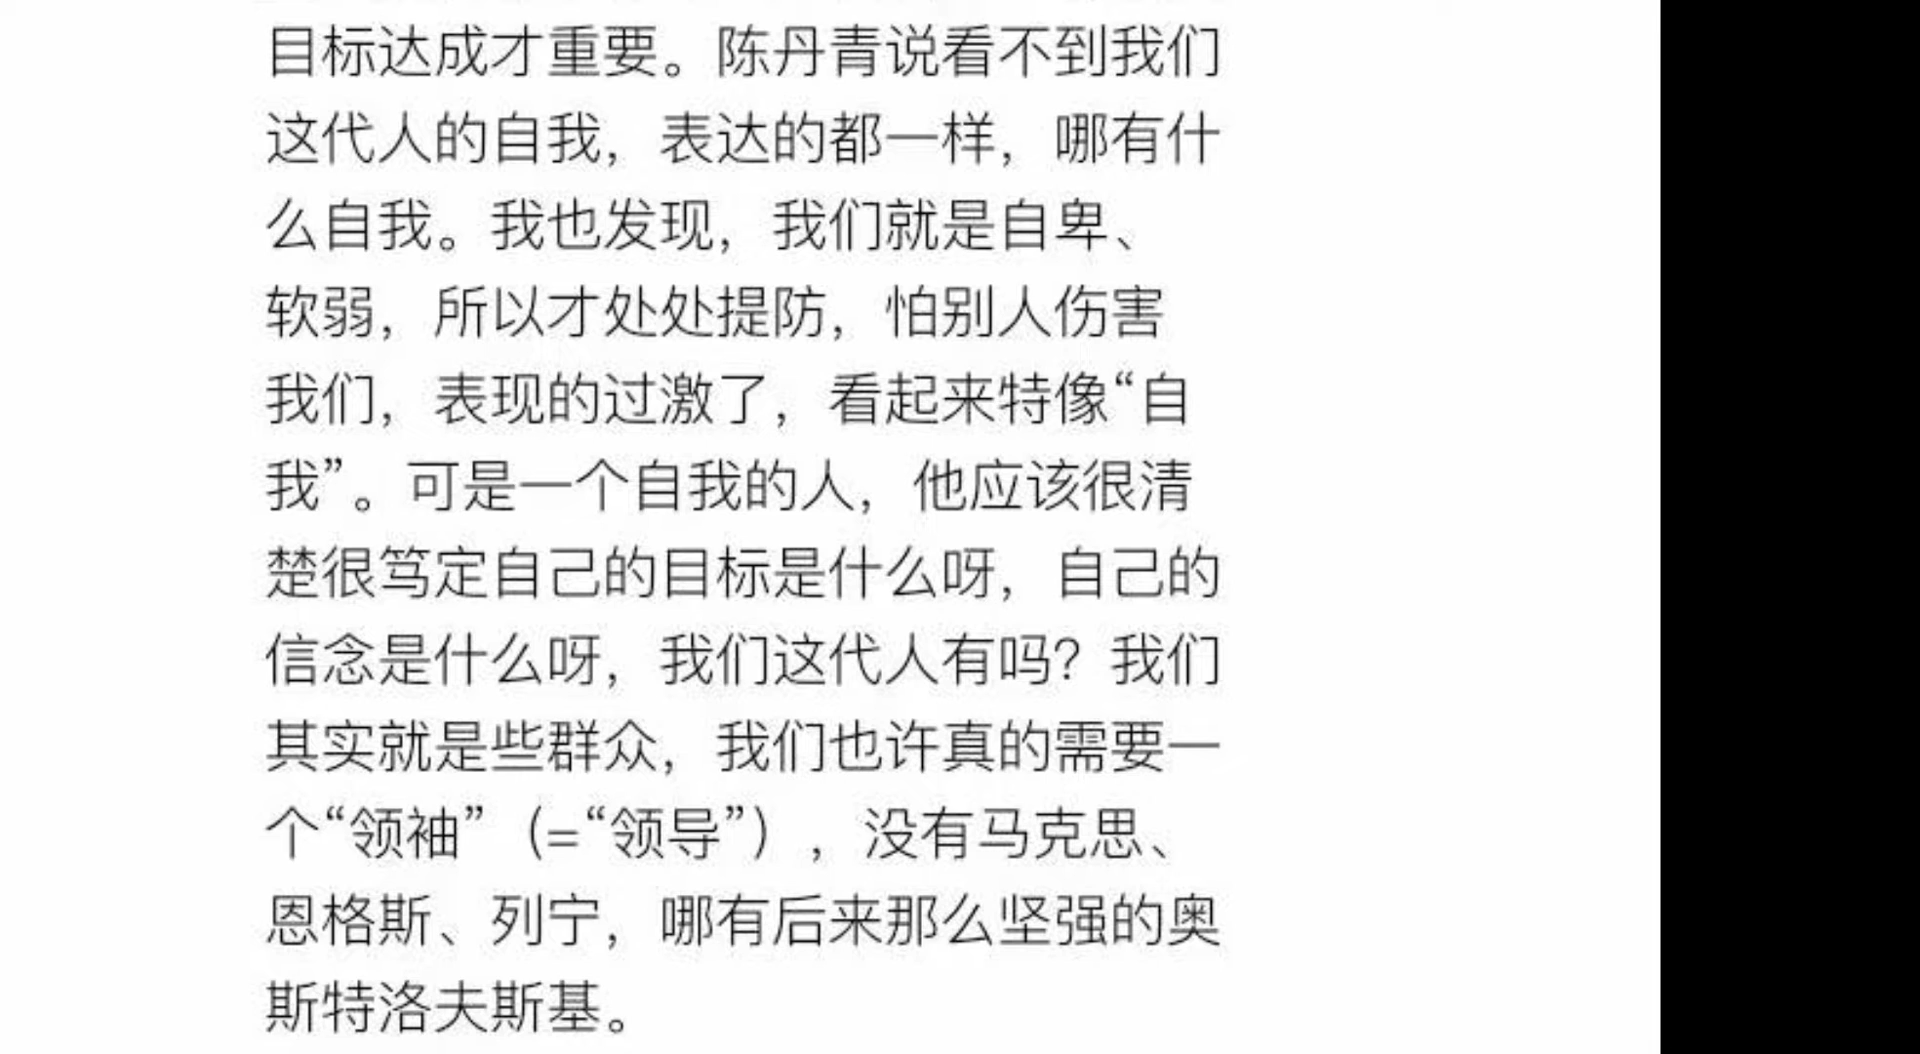 目标达成才重要。陈丹青说看不到我们
这代人的自我，表达的都一样，哪有什
么自我。我也发现，我们就是自卑、
软弱，所以才处处提防，怕别人伤害
我们，表现的过激了，看起来特像“自
我”。可是一个自我的人，他应该很清
楚很笃定自己的目标是什么呀，自己的
信念是什么呀，我们这代人有吗？我们
其实就是些群众，我们也许真的需要一
个“领袖”（=“领导”），没有马克思、
恩格斯、列宁，哪有后来那么坚强的奥
斯特洛夫斯基。